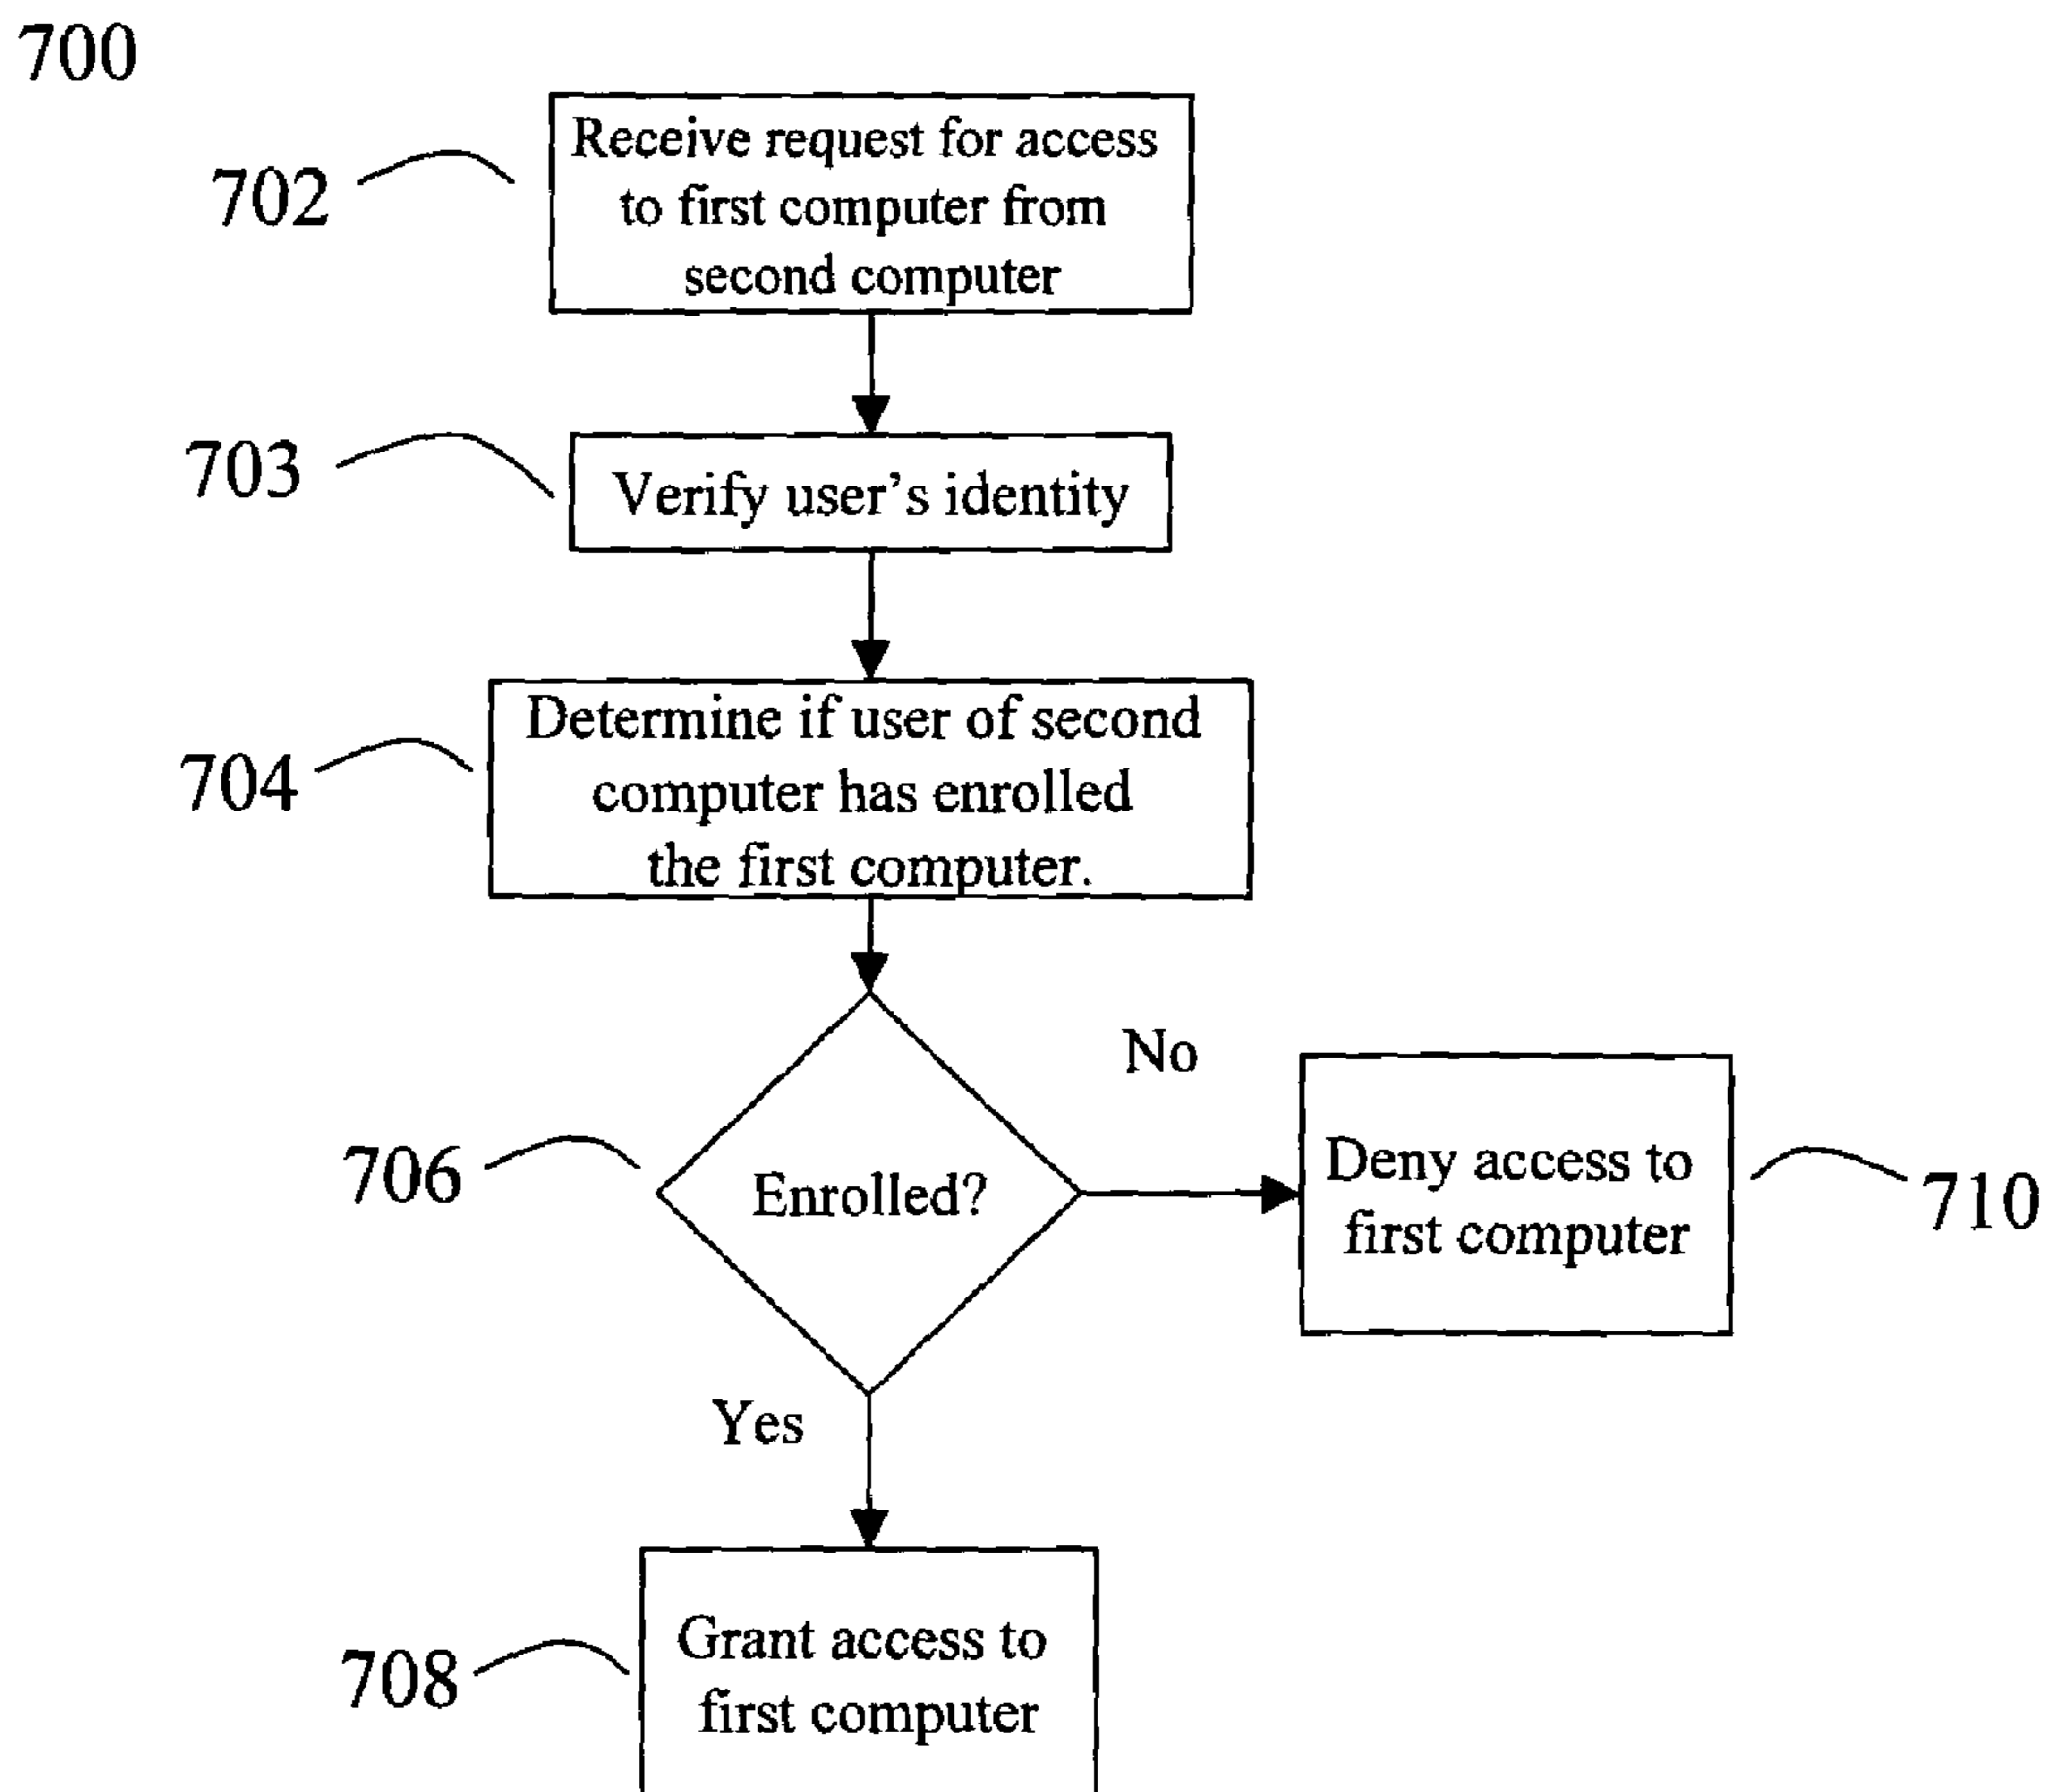 700
702
Receive request for access
to first computer from
second computer
703
Verify user's identity
704
Determine if user of second
computer has enrolled
the first computer.
No
706
Enrolled?
Deny access to
first computer
710
Yes
708
Grant access to
first computer